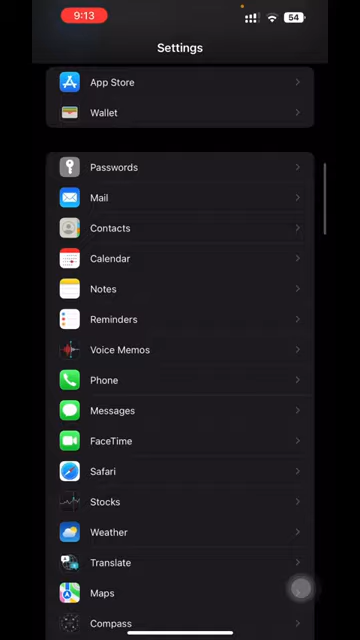 9:13
54
Settings
App Store
Wallet
Passwords
Mail
Contacts
Calendar
Notes
Reminders
Voice Memos
Phone
Messages
FaceTime
Safari
Stocks
Weather
Translate
Maps
Compass